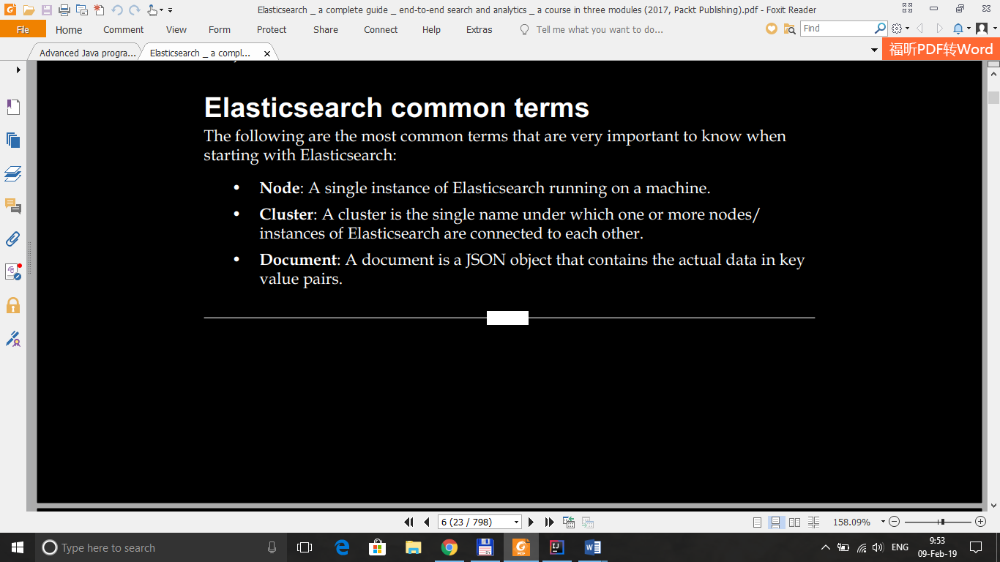 Elasticsearch _ a complete guide _ end-to-end search and analytics _ a course in three modules (2017, Packt Publishing).pdf - Foxit Reader
File Home Comment View Form Protect Share Connect Help Extras Tell me what you want to do... Find
Advanced Java progra... Elasticsearch _ a compl... 福昕PDF转Word
Elasticsearch common terms
The following are the most common terms that are very important to know when
starting with Elasticsearch:
• Node: A single instance of Elasticsearch running on a machine.
• Cluster: A cluster is the single name under which one or more nodes/
instances of Elasticsearch are connected to each other.
• Document: A document is a JSON object that contains the actual data in key
value pairs.
6 (23 / 798) 158.09%
Type here to search ENG 9:53
09-Feb-19